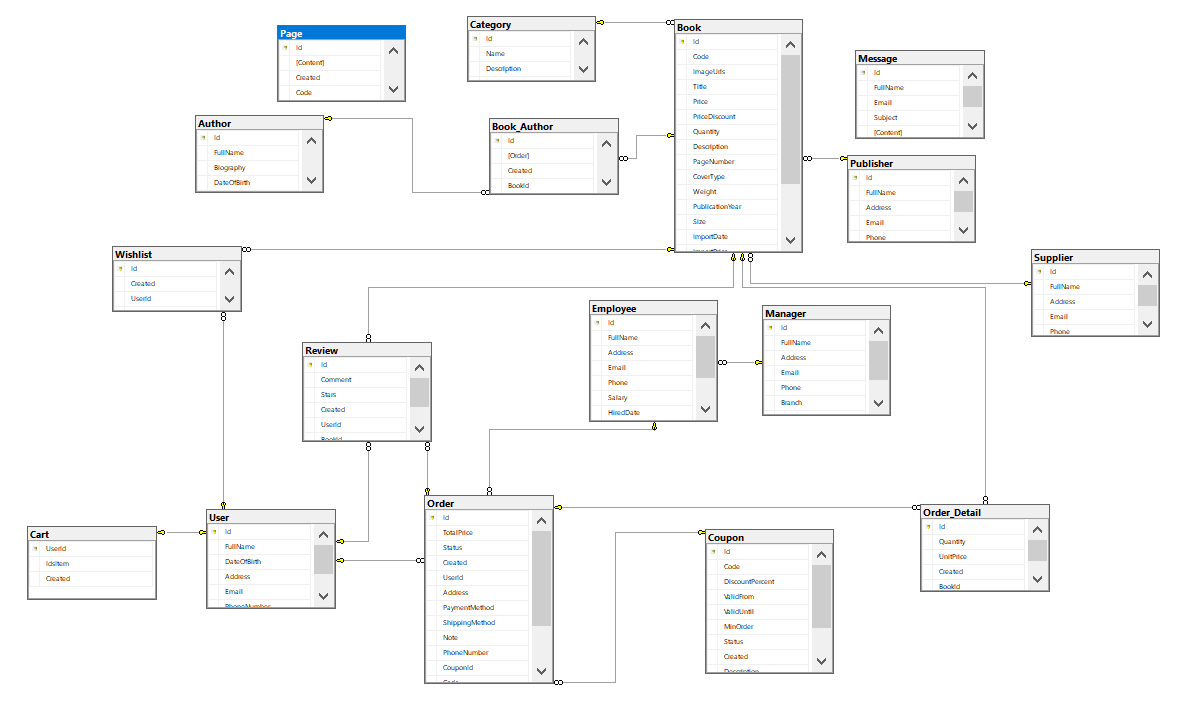 Page
Id
[Content]
Created
Code
Category
Id
Name
Description
Book
Id
Code
ImageUrls
Title
Price
PriceDiscount
Quantity
Description
PageNumber
CoverType
Weight
PublicationYear
Size
ImportDate
ImportPrice
Message
Id
FullName
Email
Subject
[Content]
Author
Id
FullName
Biography
DateOfBirth
Book_Author
Id
[Order]
Created
BookId
Publisher
Id
FullName
Address
Email
Phone
Wishlist
Id
Created
UserId
Supplier
Id
FullName
Address
Email
Phone
Employee
Id
FullName
Address
Email
Phone
Salary
HiredDate
Manager
Id
FullName
Address
Email
Phone
Branch
Review
Id
Comment
Stars
Created
UserId
BookId
Cart
UserId
IdsItem
Created
User
Id
FullName
DateOfBirth
Address
Email
PhoneNumber
Order
Id
TotalPrice
Status
Created
UserId
Address
PaymentMethod
ShippingMethod
Note
PhoneNumber
CouponId
Code
Coupon
Id
Code
DiscountPercent
ValidFrom
ValidUntil
MinOrder
Status
Created
Description
Order_Detail
Id
Quantity
UnitPrice
Created
BookId